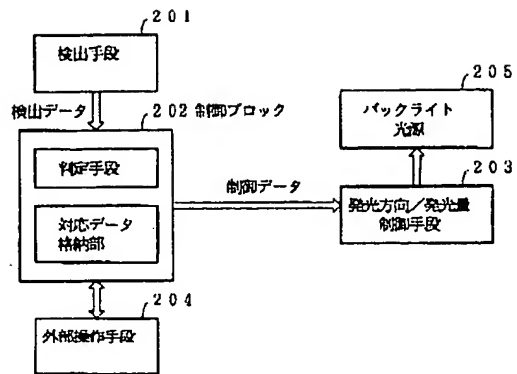 201
検出手段
205
検出データ
202 制御ブロック
バックライト
光源
判定手段
制御データ
203
対応データ
格納部
発光方向/発光量
制御手段
204
外部操作手段